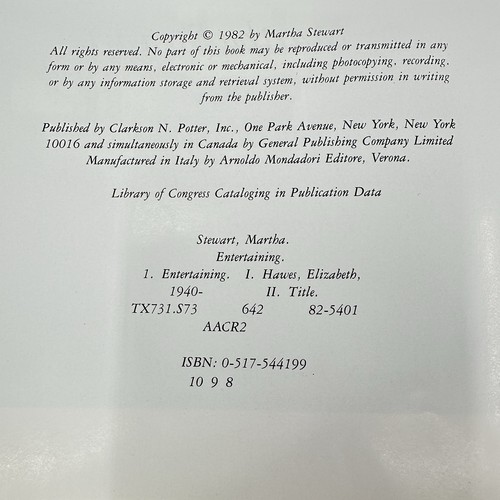 Copyright © 1982 by Martha Stewart
All rights reserved. No part of this book may be reproduced or transmitted in any
form or by any means, electronic or mechanical, including photocopying, recording,
or by any information storage and retrieval system, without permission in writing
from the publisher.
Published by Clarkson N. Potter, Inc., One Park Avenue, New York, New York
10016 and simultaneously in Canada by General Publishing Company Limited
Manufactured in Italy by Arnoldo Mondadori Editore, Verona.
Library of Congress Cataloging in Publication Data
Stewart, Martha.
Entertaining.
1. Entertaining. I. Hawes, Elizabeth,
1940- II. Title.
TX731.S73 642 82-5401
AACR2
ISBN: 0-517-544199
10 9 8